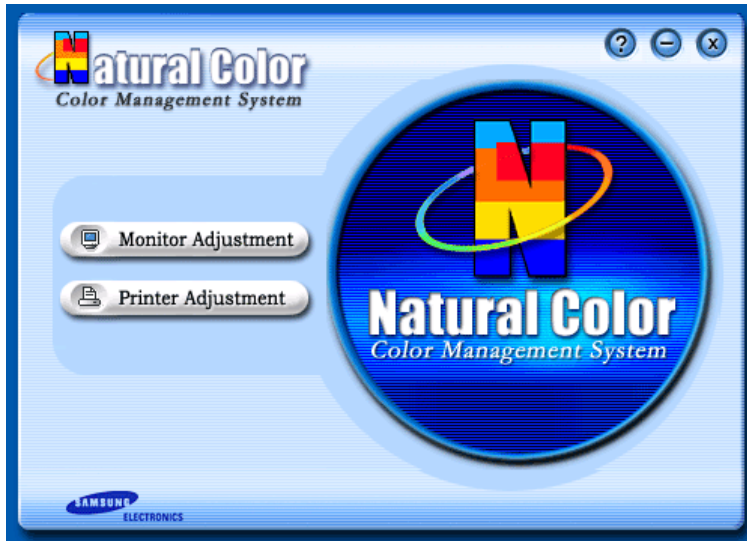 Natural Color
Color Management System
? − x
Monitor Adjustment
Printer Adjustment
N
Natural Color
Color Management System
SAMSUNG
ELECTRONICS